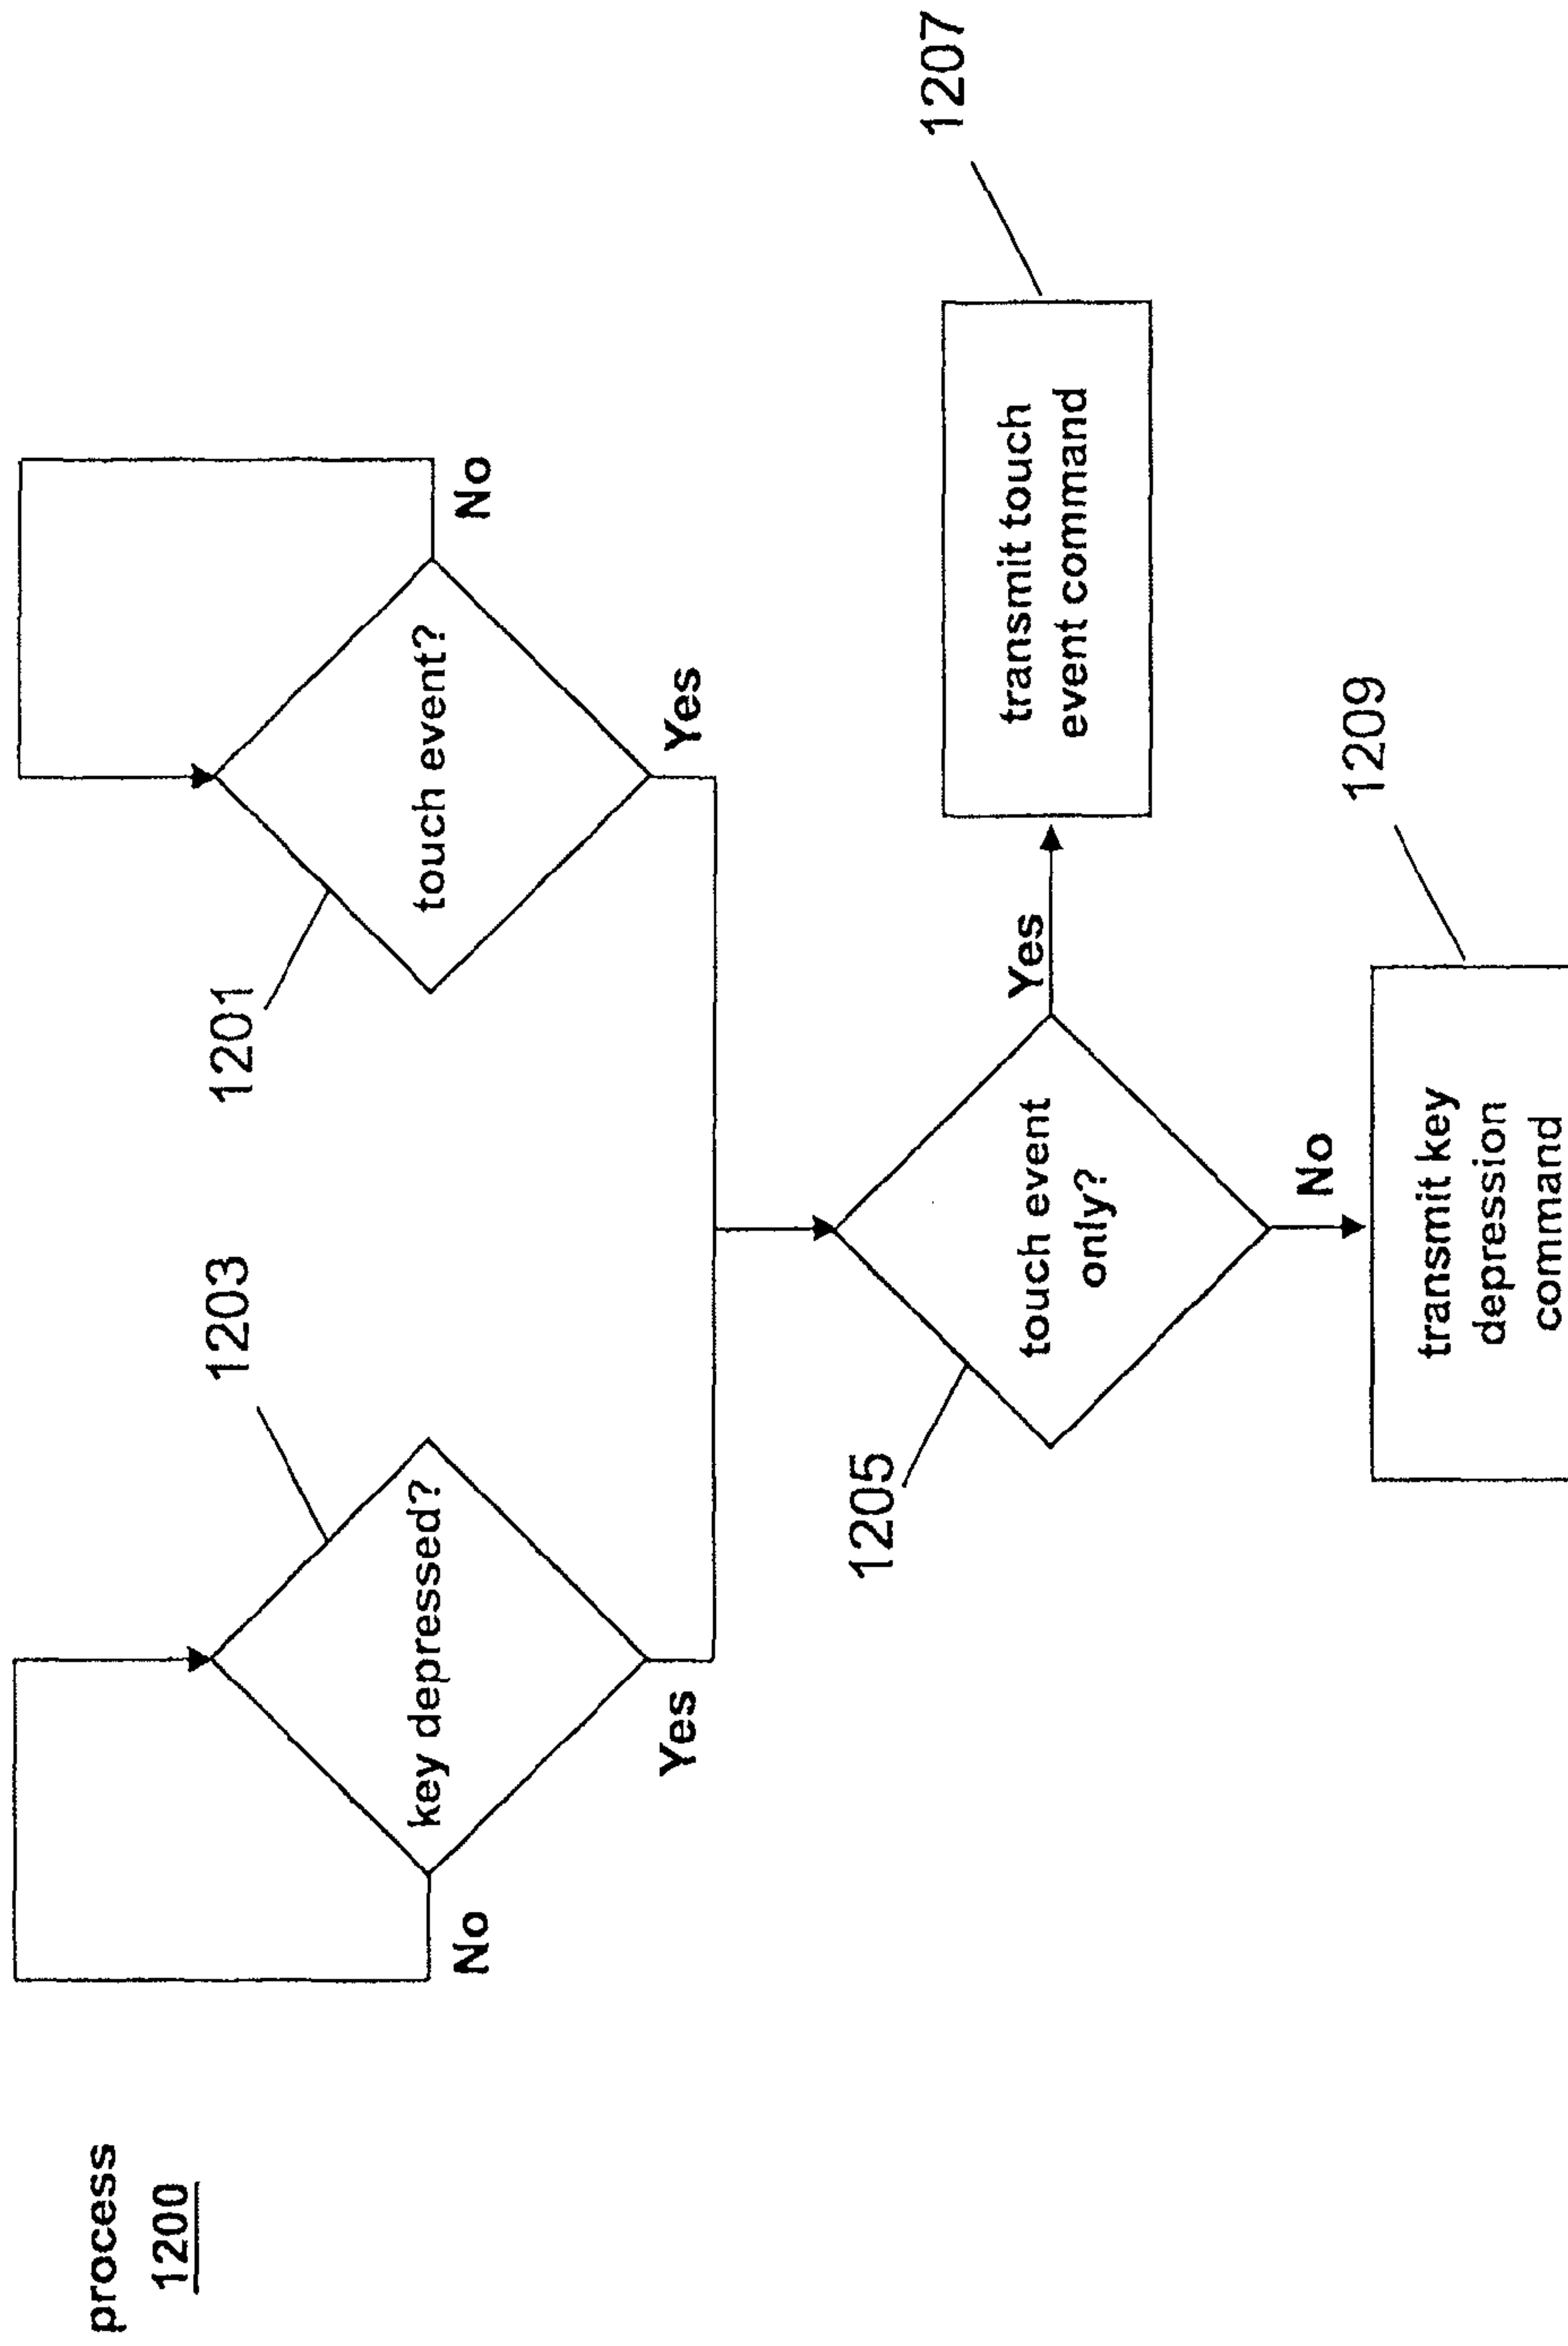 process
1200
1203
1201
key depressed?
touch event?
No
No
Yes
Yes
1205
1207
touch event
only?
Yes
transmit touch
event command
No
1209
transmit key
depression
command